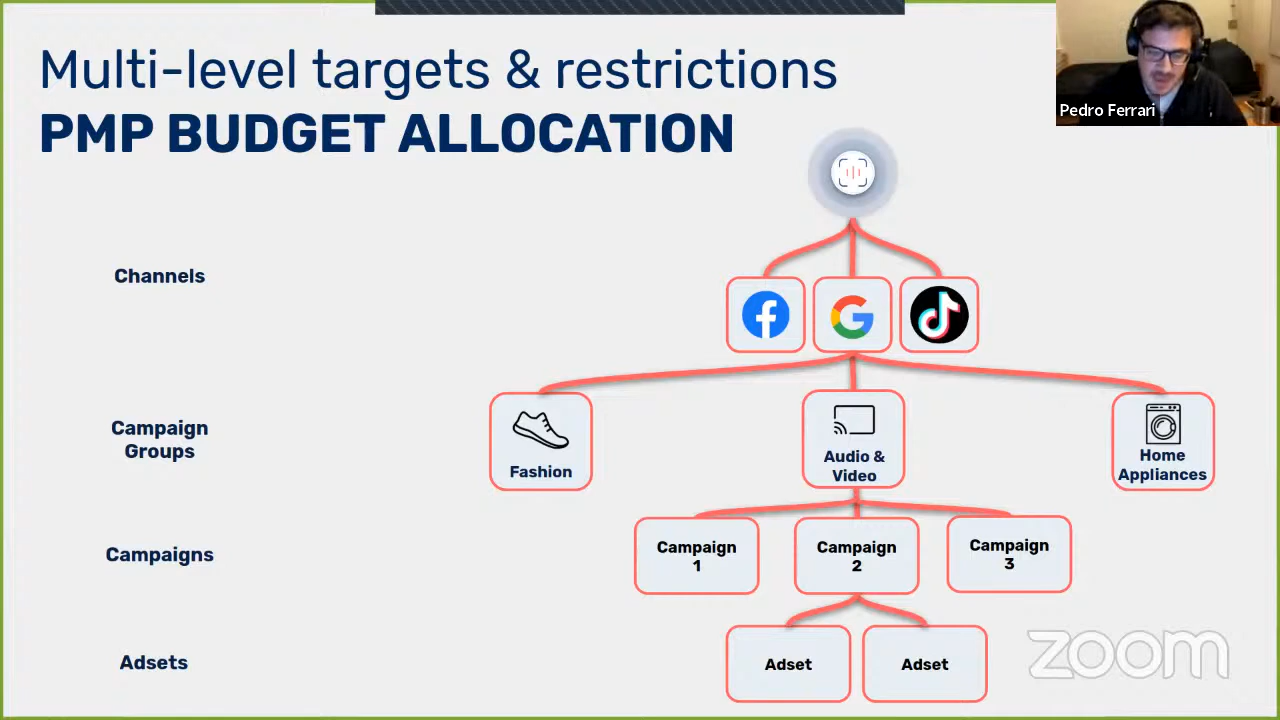 Multi-level targets & restrictions
PMP BUDGET ALLOCATION
Pedro Ferrari
Channels
Campaign
Groups
Fashion
Audio &
Video
Home
Appliances
Campaigns
Campaign
1
Campaign
2
Campaign
3
Adsets
Adset
Adset
zoom